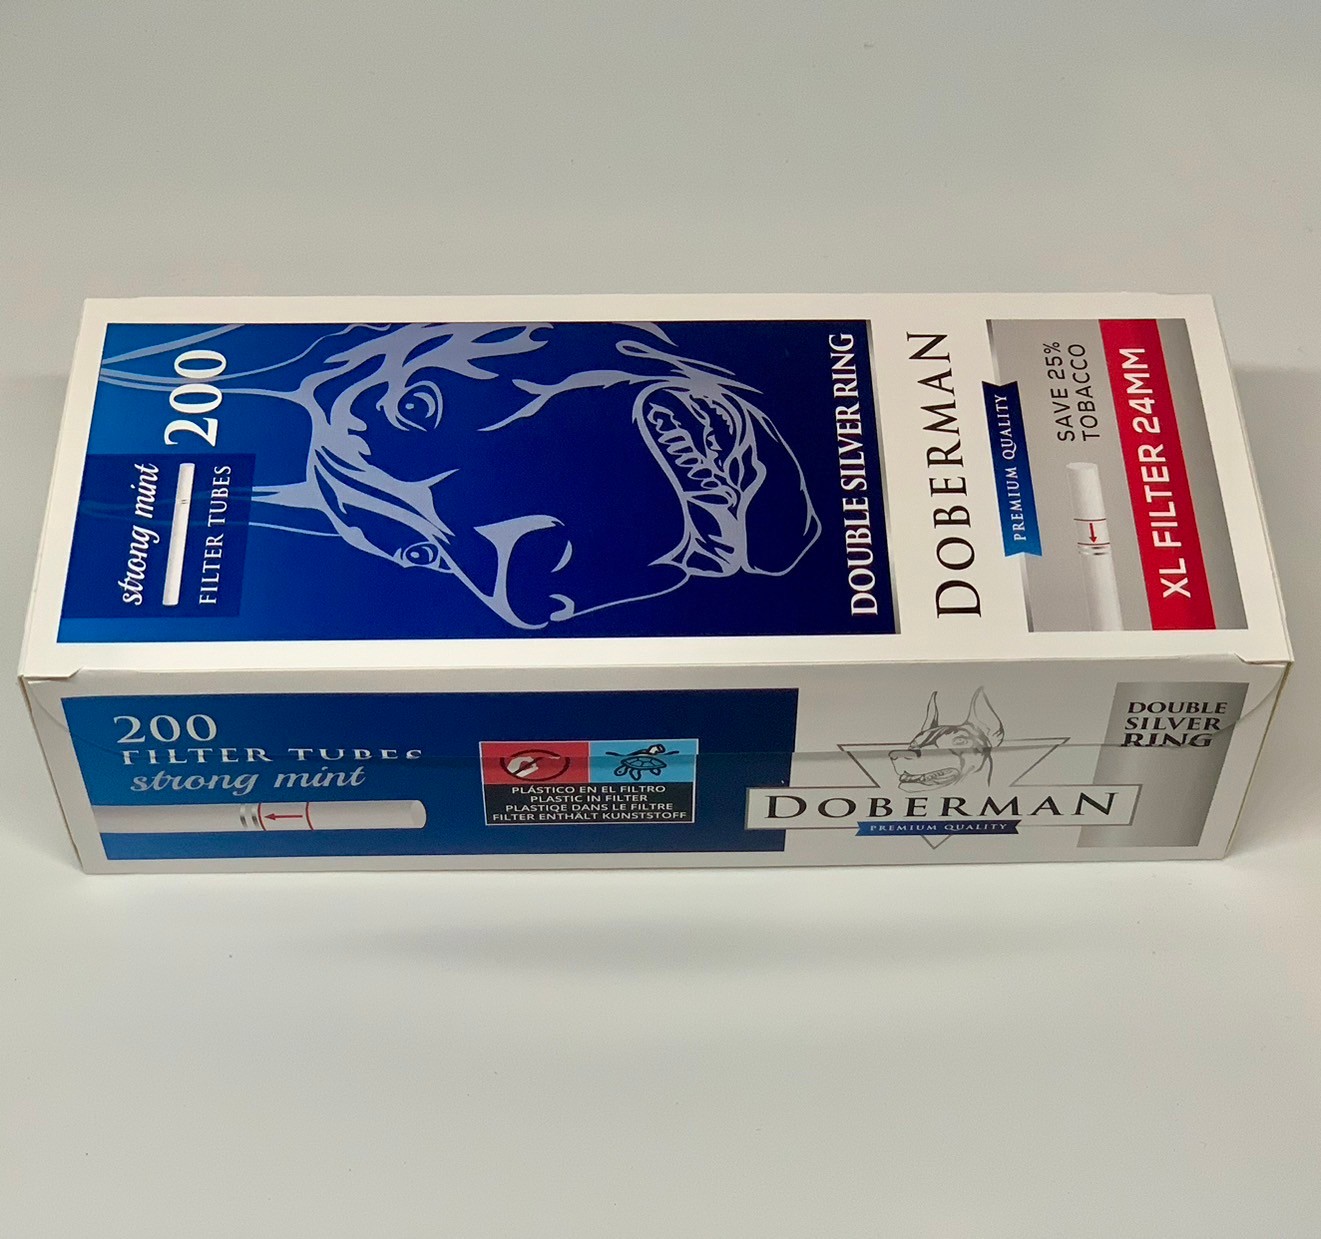 strong mint
200
FILTER TUBES
DOUBLE SILVER RING
DOBERMAN
PREMIUM QUALITY
SAVE 25%
TOBACCO
XL FILTER 24MM
200
FILTER TUBES
strong mint
PLÁSTICO EN EL FILTRO
PLASTIC IN FILTER
PLASTIQE DANS LE FILTRE
FILTER ENTHÄLT KUNSTSTOFF
DOBERMAN
PREMIUM QUALITY
DOUBLE
SILVER
RING